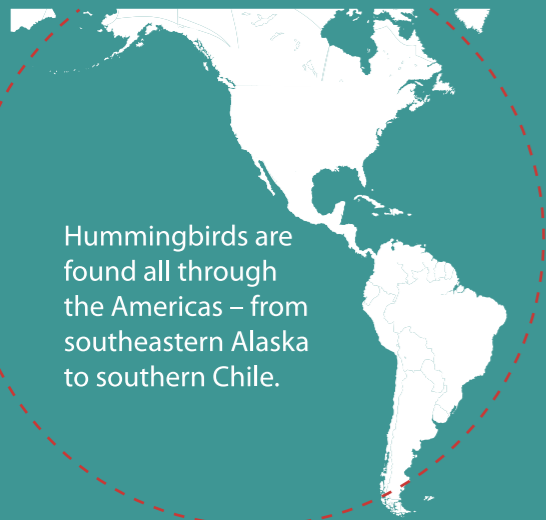 Hummingbirds are
found all through
the Americas – from
southeastern Alaska
to southern Chile.